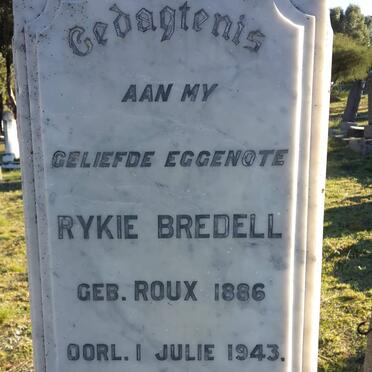 Gedagtenis
AAN MY
GELIEFDE EGGENOTE
RYKIE BREDELL
GEB. ROUX 1886
OORL. 1 JULIE 1943.